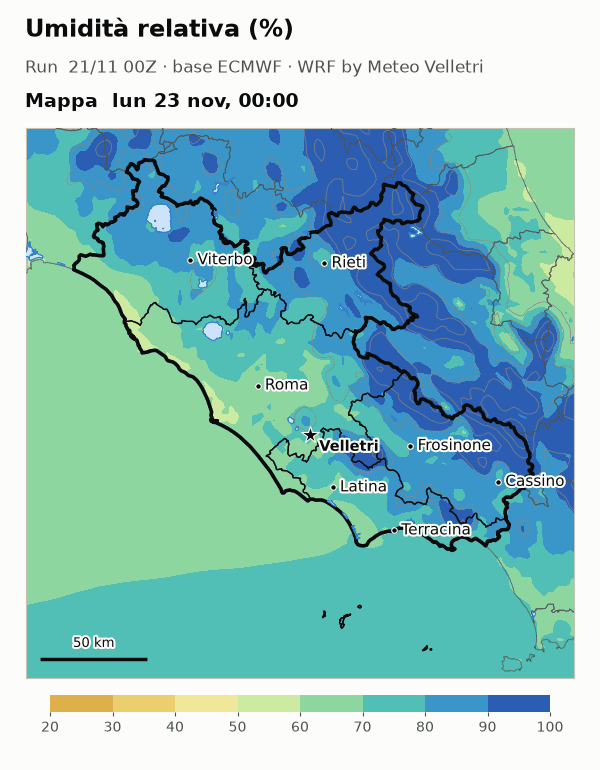 Umidità relativa (%)
Run 21/11 00Z · base ECMWF · WRF by Meteo Velletri
Mappa lun 23 nov, 00:00
Viterbo
Rieti
Roma
Velletri
Frosinone
Cassino
Latina
Terracina
50 km
20 30 40 50 60 70 80 90 100